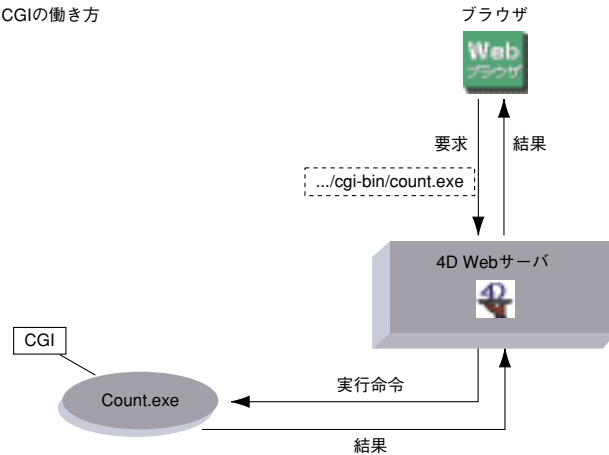 CGIの働き方
ブラウザ
Web
ブラウザ
要求
結果
.../cgi-bin/count.exe
4D Webサーバ
4D
CGI
Count.exe
実行命令
結果